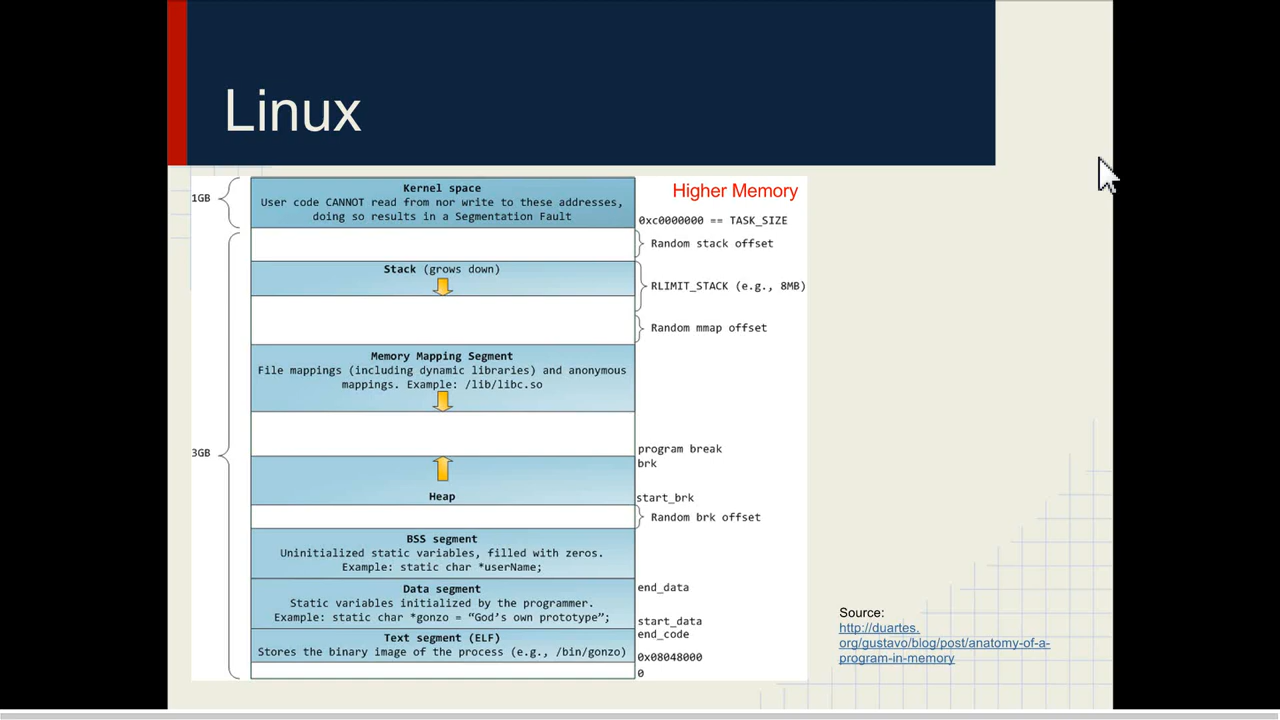 Linux
Higher Memory
1GB
Kernel space
User code CANNOT read from nor write to these addresses,
doing so results in a Segmentation Fault
0xc0000000 == TASK_SIZE
Random stack offset
Stack (grows down)
RLIMIT_STACK (e.g., 8MB)
Random mmap offset
Memory Mapping Segment
File mappings (including dynamic libraries) and anonymous
mappings. Example: /lib/libc.so
3GB
program break
brk
Heap
start_brk
Random brk offset
BSS segment
Uninitialized static variables, filled with zeros.
Example: static char *userName;
Data segment
Static variables initialized by the programmer.
Example: static char *gonzo = “God’s own prototype”;
end_data
start_data
Text segment (ELF)
Stores the binary image of the process (e.g., /bin/gonzo)
end_code
0x08048000
0
Source:
http://duartes.
org/gustavo/blog/post/anatomy-of-a-
program-in-memory